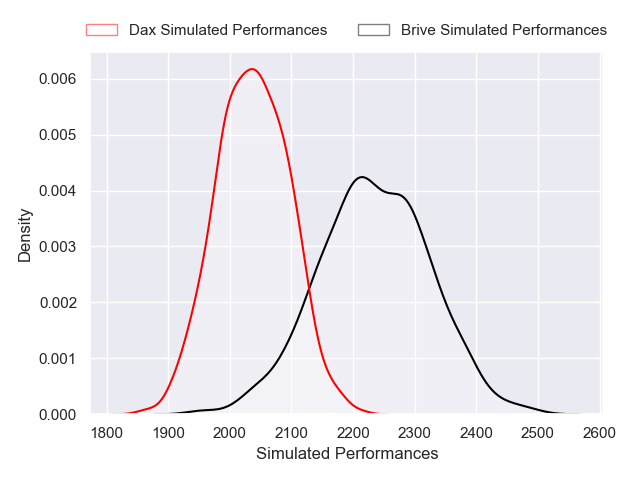 Dax Simulated Performances Brive Simulated Performances
0.006
0.005
0.004
0.003
0.002
0.001
0.000
Density
1800 1900 2000 2100 2200 2300 2400 2500 2600
Simulated Performances